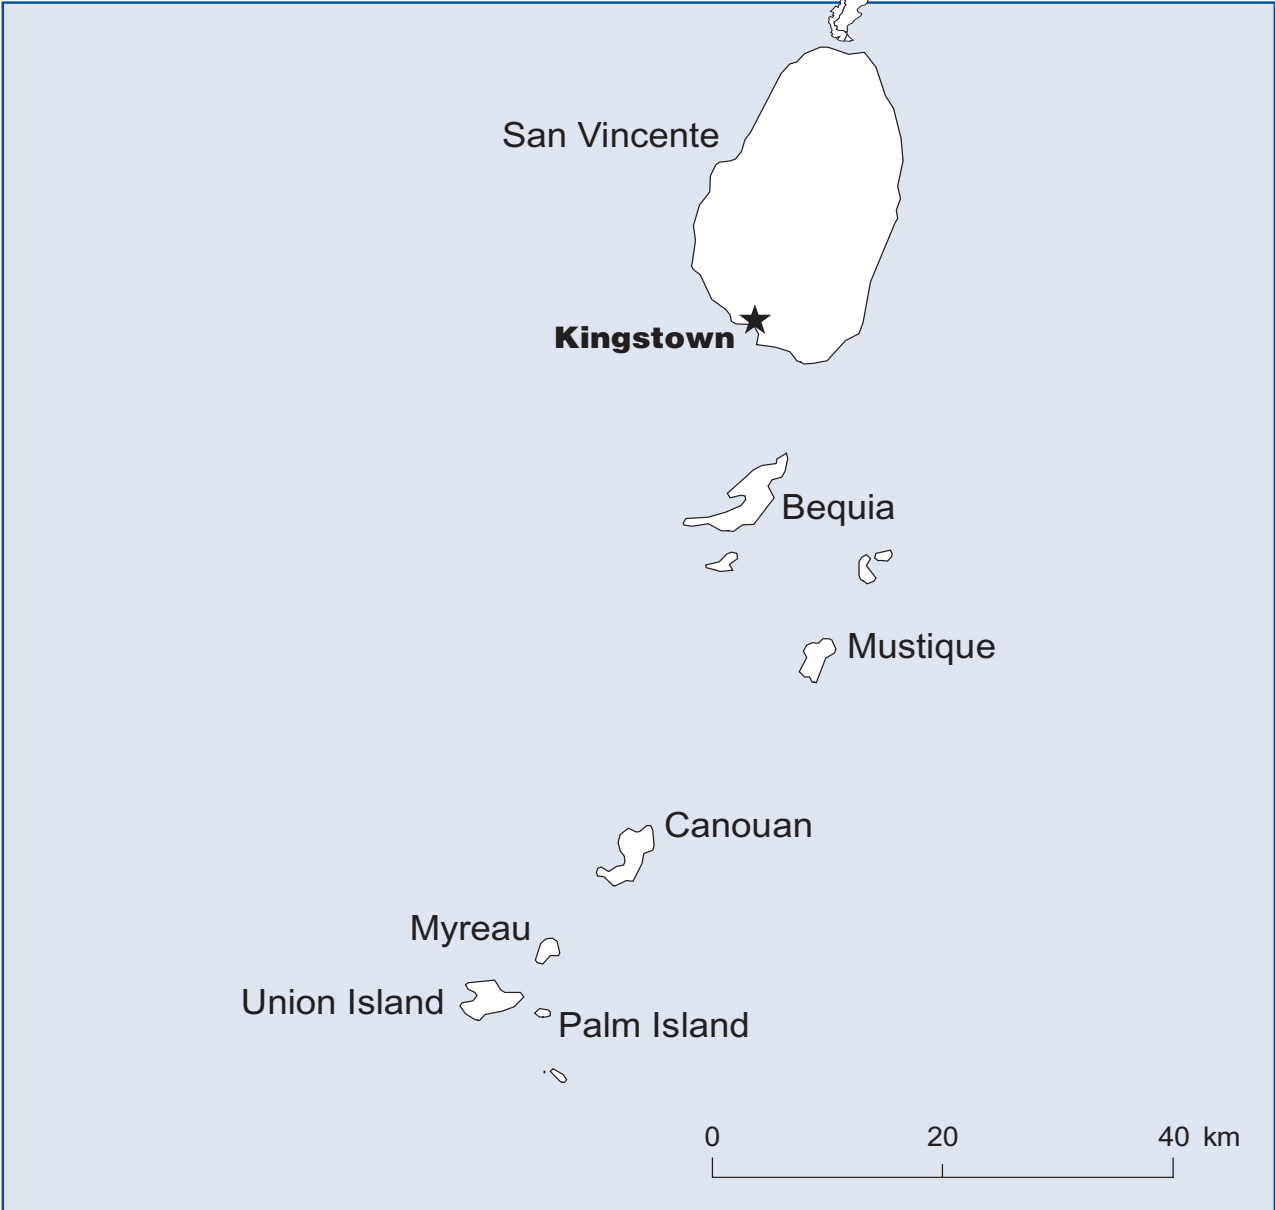 San Vincente
Kingstown
Bequia
Mustique
Canouan
Myreau
Union Island
Palm Island
0 20 40 km